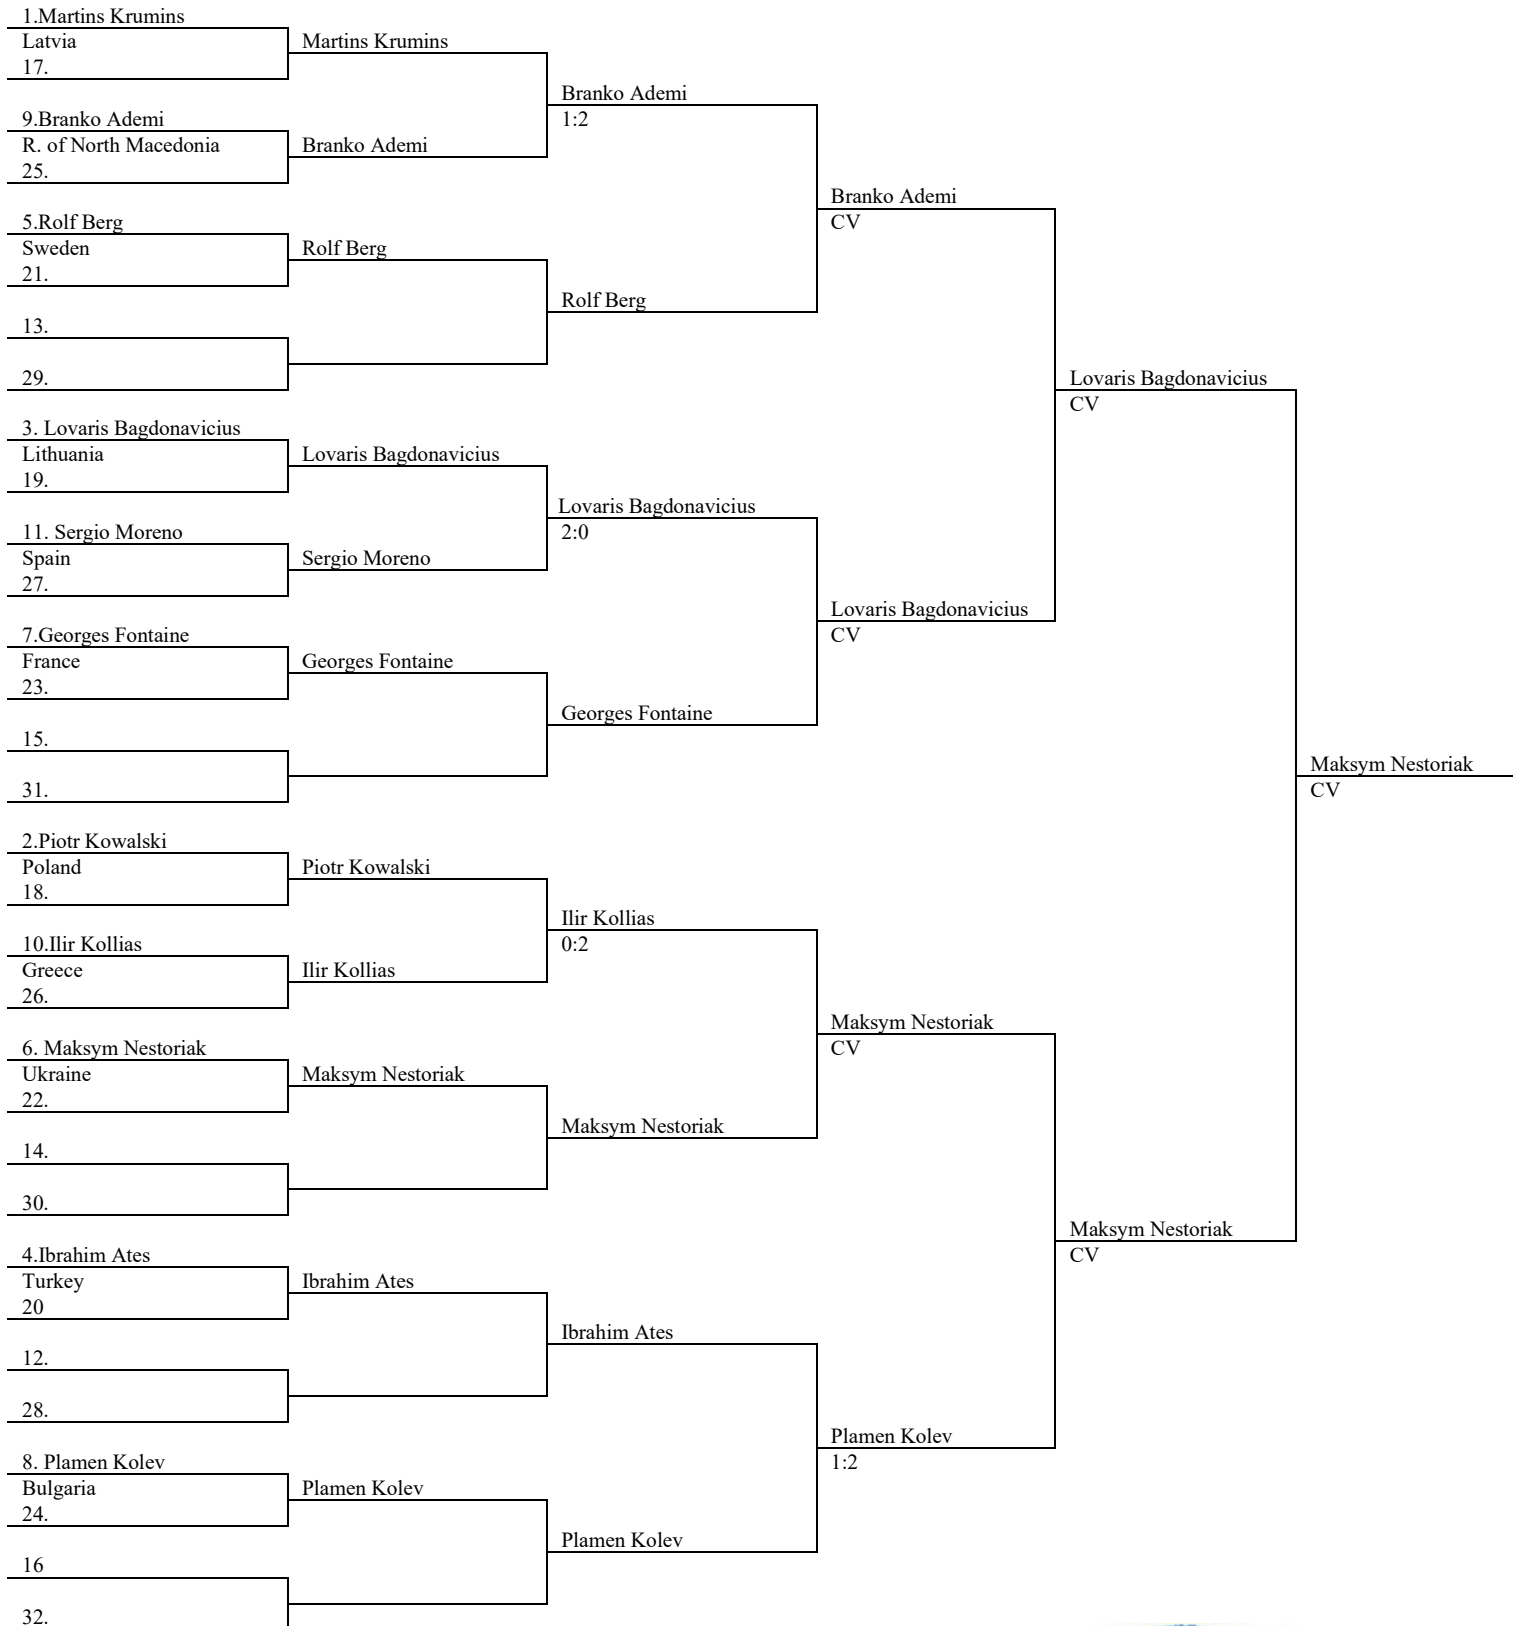 1.Martins Krumins
Latvia
17.
9.Branko Ademi
R. of North Macedonia
25.
5.Rolf Berg
Sweden
21.
13.
29.
3. Lovaris Bagdonavicius
Lithuania
19.
11. Sergio Moreno
Spain
27.
7.Georges Fontaine
France
23.
15.
31.
2.Piotr Kowalski
Poland
18.
10.Ilir Kollias
Greece
26.
6. Maksym Nestoriak
Ukraine
22.
14.
30.
4.Ibrahim Ates
Turkey
20
12.
28.
8. Plamen Kolev
Bulgaria
24.
16
32.
Martins Krumins
Branko Ademi
Rolf Berg
Lovaris Bagdonavicius
Sergio Moreno
Georges Fontaine
Piotr Kowalski
Ilir Kollias
Maksym Nestoriak
Ibrahim Ates
Plamen Kolev
Branko Ademi
1:2
Rolf Berg
Lovaris Bagdonavicius
2:0
Georges Fontaine
Ilir Kollias
0:2
Maksym Nestoriak
Ibrahim Ates
Plamen Kolev
Branko Ademi
CV
Lovaris Bagdonavicius
CV
Maksym Nestoriak
CV
Plamen Kolev
1:2
Lovaris Bagdonavicius
CV
Maksym Nestoriak
CV
Maksym Nestoriak
CV